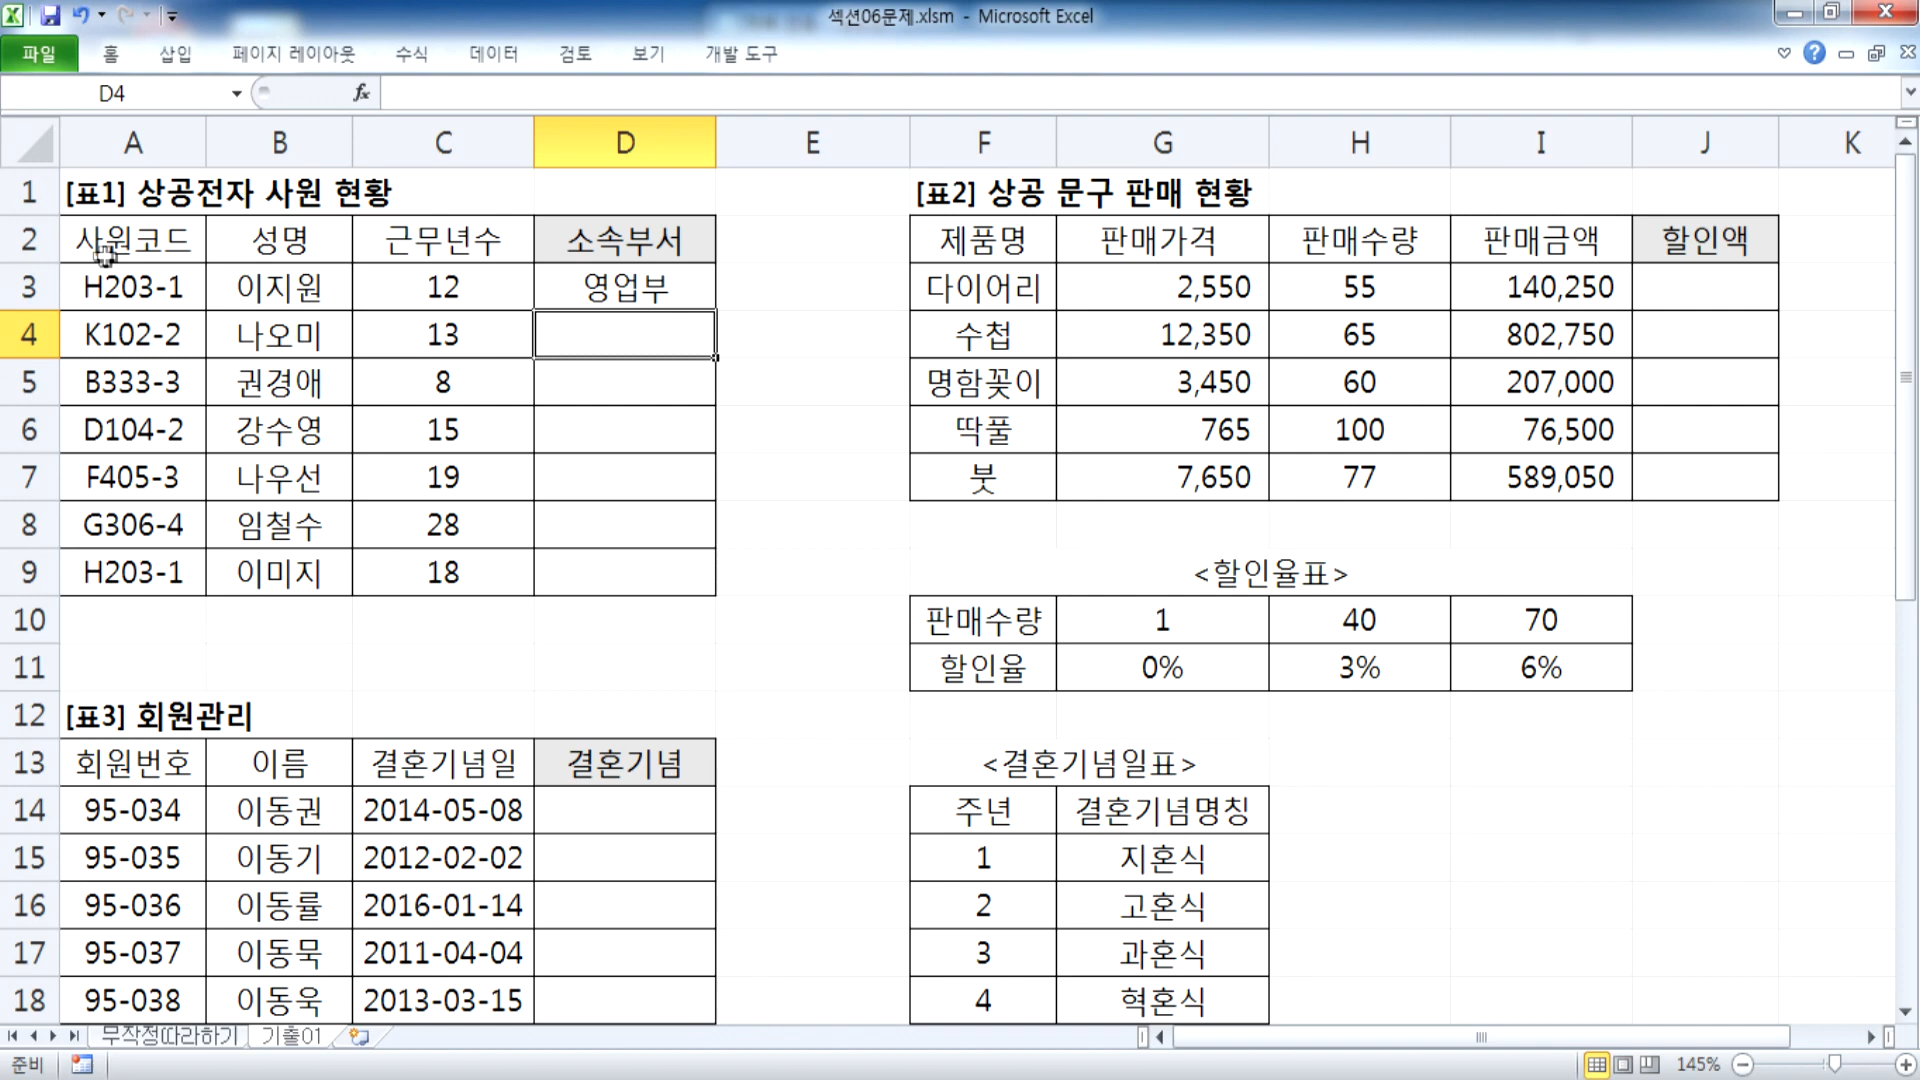 섹션06문제.xlsm - Microsoft Excel
파일 홈 삽입 페이지 레이아웃 수식 데이터 검토 보기 개발 도구
D4 fx
A B C D E F G H I J K
1 [표1] 상공전자 사원 현황 [표2] 상공 문구 판매 현황
2 사원코드 성명 근무년수 소속부서 제품명 판매가격 판매수량 판매금액 할인액
3 H203-1 이지원 12 영업부 다이어리 2,550 55 140,250
4 K102-2 나오미 13 수첩 12,350 65 802,750
5 B333-3 권경애 8 명함꽂이 3,450 60 207,000
6 D104-2 강수영 15 딱풀 765 100 76,500
7 F405-3 나우선 19 붓 7,650 77 589,050
8 G306-4 임철수 28
9 H203-1 이미지 18 <할인율표>
10 판매수량 1 40 70
11 할인율 0% 3% 6%
12 [표3] 회원관리
13 회원번호 이름 결혼기념일 결혼기념 <결혼기념일표>
14 95-034 이동권 2014-05-08 주년 결혼기념명칭
15 95-035 이동기 2012-02-02 1 지혼식
16 95-036 이동률 2016-01-14 2 고혼식
17 95-037 이동묵 2011-04-04 3 과혼식
18 95-038 이동욱 2013-03-15 4 혁혼식
무작정따라하기 기출01
준비 145%